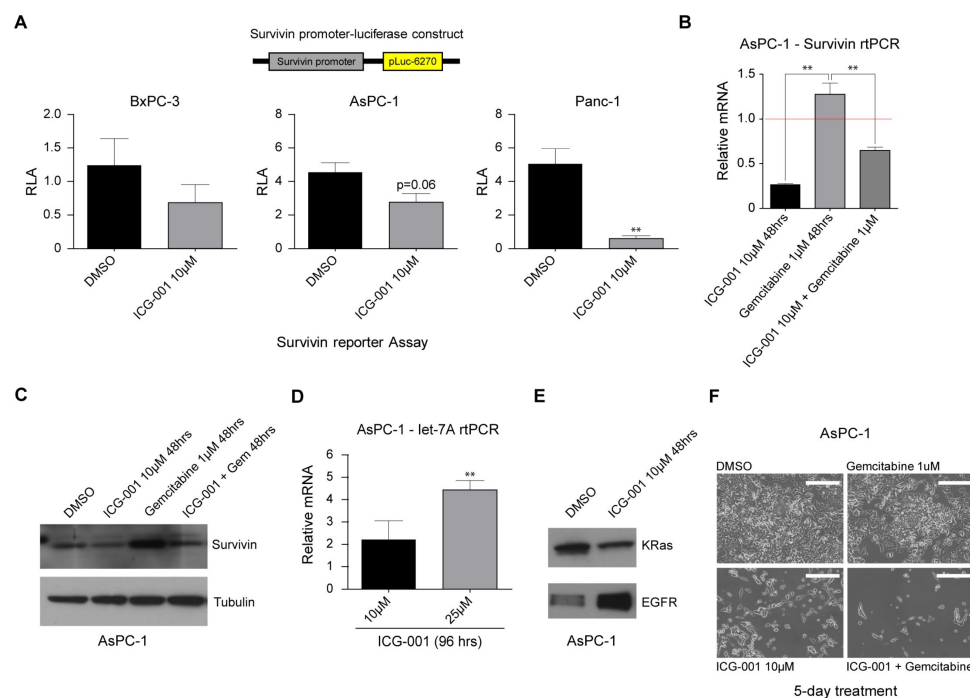 A
Survivin promoter-luciferase construct
Survivin promoter
pLuc-6270
BxPC-3
2.0
1.5
1.0
0.5
0.0
RLA
DMSO
ICG-001 10µM
AsPC-1
8
6
4
2
0
RLA
p=0.06
DMSO
ICG-001 10µM
Panc-1
8
6
4
2
0
RLA
**
DMSO
ICG-001 10µM
Survivin reporter Assay
B
AsPC-1 - Survivin rtPCR
** **
1.5
1.0
0.5
0.0
Relative mRNA
ICG-001 10µM 48hrs
Gemcitabine 1µM 48hrs
ICG-001 10µM + Gemcitabine 1µM
C
DMSO
ICG-001 10µM 48hrs
Gemcitabine 1µM 48hrs
ICG-001 + Gem 48hrs
Survivin
Tubulin
AsPC-1
D
AsPC-1 - let-7A rtPCR
6
5
4
3
2
1
0
Relative mRNA
**
10µM
25µM
ICG-001 (96 hrs)
E
DMSO
ICG-001 10µM 48hrs
KRas
EGFR
AsPC-1
F
AsPC-1
DMSO
Gemcitabine 1uM
ICG-001 10µM
ICG-001 + Gemcitabine
5-day treatment